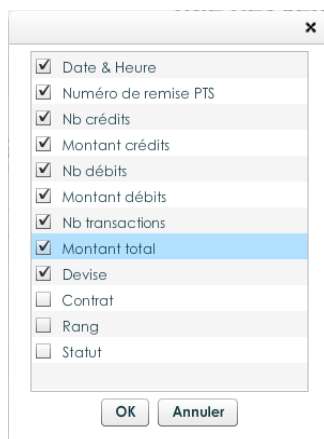 Date & Heure
Numéro de remise PTS
Nb crédits
Montant crédits
Nb débits
Montant débits
Nb transactions
Montant total
Devise
Contrat
Rang
Statut
OK Annuler